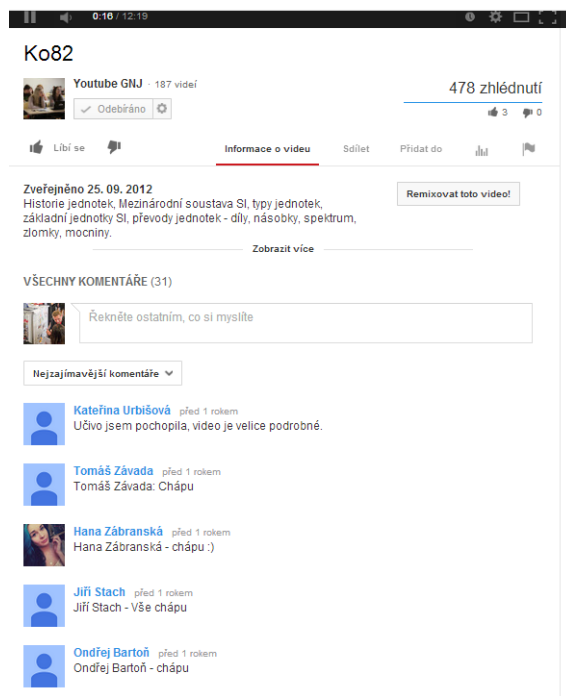 0:16 / 12:19
Ko82
Youtube GNJ · 187 videí
Odebíráno
478 zhlédnutí
3 0
Líbí se
Informace o videu Sdílet Přidat do
Zveřejněno 25. 09. 2012
Remixovat toto video!
Historie jednotek, Mezinárodní soustava SI, typy jednotek,
základní jednotky SI, převody jednotek - díly, násobky, spektrum,
zlomky, mocniny.
Zobrazit více
VŠECHNY KOMENTÁŘE (31)
Řekněte ostatním, co si myslíte
Nejzajímavější komentáře
Kateřina Urbišová před 1 rokem
Učivo jsem pochopila, video je velice podrobné.
Tomáš Závada před 1 rokem
Tomáš Závada: Chápu
Hana Zábranská před 1 rokem
Hana Zábranská - chápu :)
Jiří Stach před 1 rokem
Jiří Stach - Vše chápu
Ondřej Bartoň před 1 rokem
Ondřej Bartoň - chápu